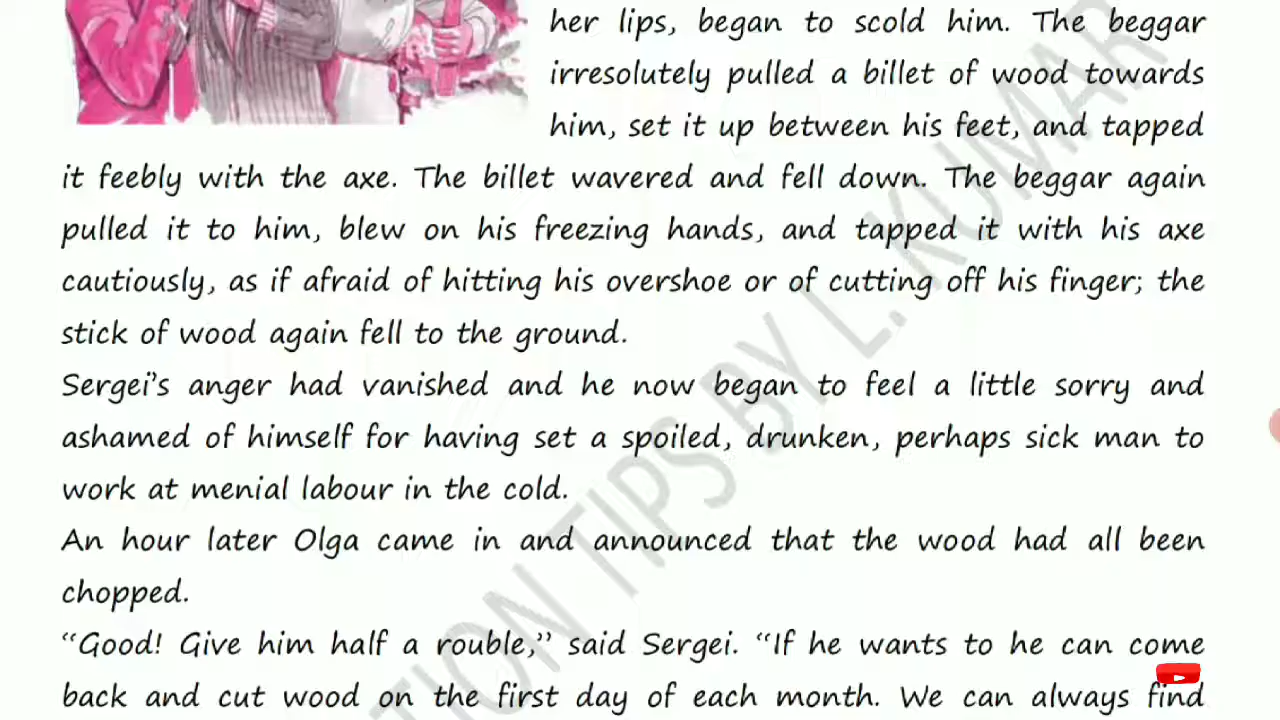 her lips, began to scold him. The beggar
irresolutely pulled a billet of wood towards
him, set it up between his feet, and tapped
it feebly with the axe. The billet wavered and fell down. The beggar again
pulled it to him, blew on his freezing hands, and tapped it with his axe
cautiously, as if afraid of hitting his overshoe or of cutting off his finger; the
stick of wood again fell to the ground.
Sergei's anger had vanished and he now began to feel a little sorry and
ashamed of himself for having set a spoiled, drunken, perhaps sick man to
work at menial labour in the cold.
An hour later Olga came in and announced that the wood had all been
chopped.
“Good! Give him half a rouble,” said Sergei. “If he wants to he can come
back and cut wood on the first day of each month. We can always find
TION TIPS BY L. KUMAR